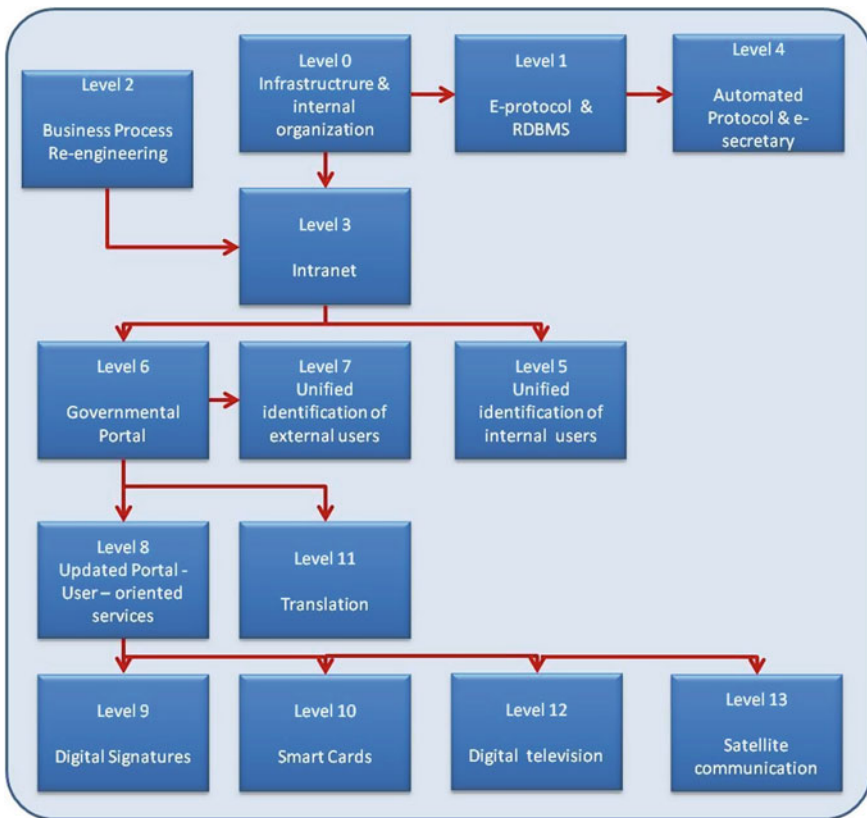 Level 2
Business Process
Re-engineering
Level 0
Infrastrucrure &
internal
organization
Level 1
E-protocol &
RDBMS
Level 4
Automated
Protocol & e-
secretary
Level 3
Intranet
Level 6
Governmental
Portal
Level 7
Unified
identification of
external users
Level 5
Unified
identification of
internal users
Level 8
Updated Portal -
User – oriented
services
Level 11
Translation
Level 9
Digital Signatures
Level 10
Smart Cards
Level 12
Digital television
Level 13
Satellite
communication